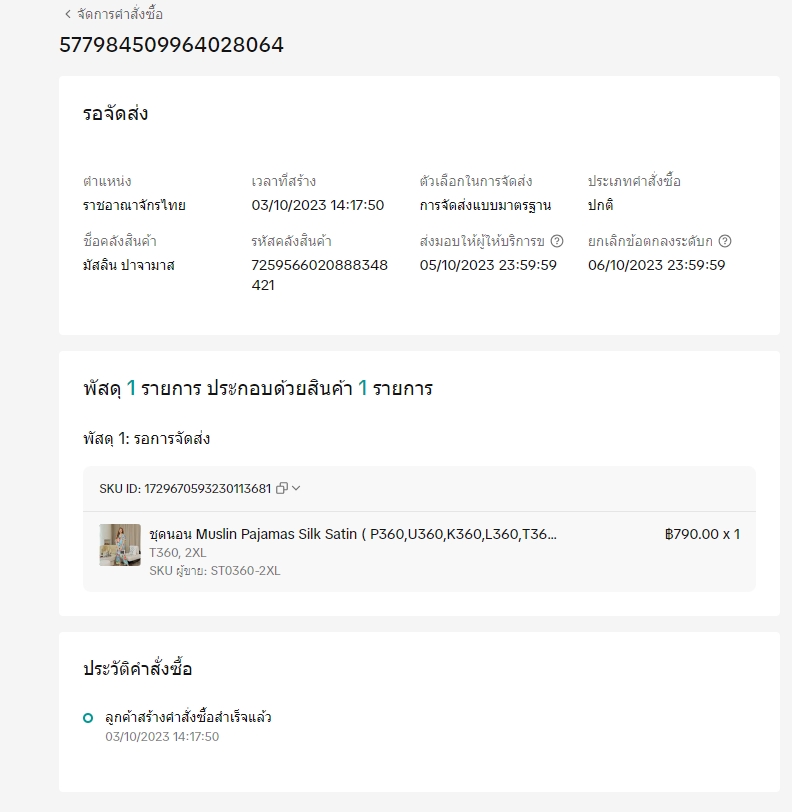 จัดการคำสั่งซื้อ
577984509964028064
รอจัดส่ง
ตำแหน่ง
ราชอาณาจักรไทย
เวลาที่สร้าง
03/10/2023 14:17:50
ตัวเลือกในการจัดส่ง
การจัดส่งแบบมาตรฐาน
ประเภทคำสั่งซื้อ
ปกติ
ชื่อคลังสินค้า
มัสลิน ปาจามาส
รหัสคลังสินค้า
7259566020888348
421
ส่งมอบให้ผู้ให้บริการข
05/10/2023 23:59:59
ยกเลิกข้อตกลงระดับก
06/10/2023 23:59:59
พัสดุ 1 รายการ ประกอบด้วยสินค้า 1 รายการ
พัสดุ 1: รอการจัดส่ง
SKU ID: 1729670593230113681
ชุดนอน Muslin Pajamas Silk Satin ( P360,U360,K360,L360,T36...
฿790.00 x 1
T360, 2XL
SKU ผู้ขาย: ST0360-2XL
ประวัติคำสั่งซื้อ
ลูกค้าสร้างคำสั่งซื้อสำเร็จแล้ว
03/10/2023 14:17:50